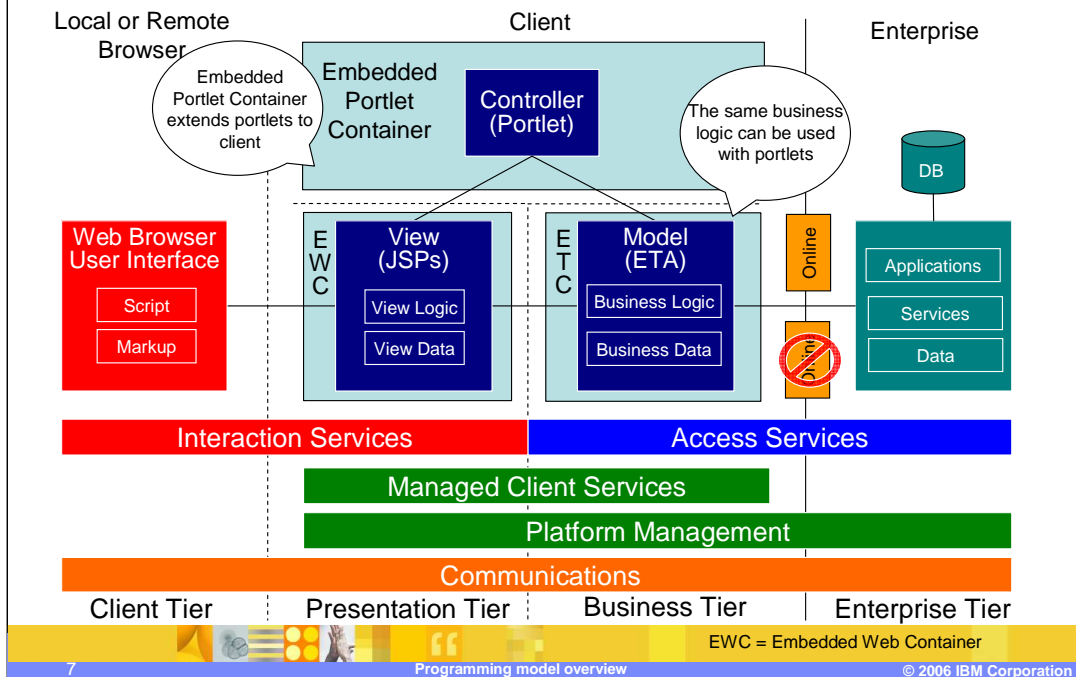 Local or Remote
Browser
Client
Enterprise
Embedded
Portlet Container
extends portlets to
client
Embedded
Portlet
Container
Controller
(Portlet)
The same business
logic can be used
with portlets
DB
Web Browser
User Interface
Script
Markup
E
W
C
View
(JSPs)
View Logic
View Data
E
T
C
Model
(ETA)
Business Logic
Business Data
Online
Online
Applications
Services
Data
Interaction Services
Access Services
Managed Client Services
Platform Management
Communications
Client Tier
Presentation Tier
Business Tier
Enterprise Tier
EWC = Embedded Web Container
7
Programming model overview
© 2006 IBM Corporation